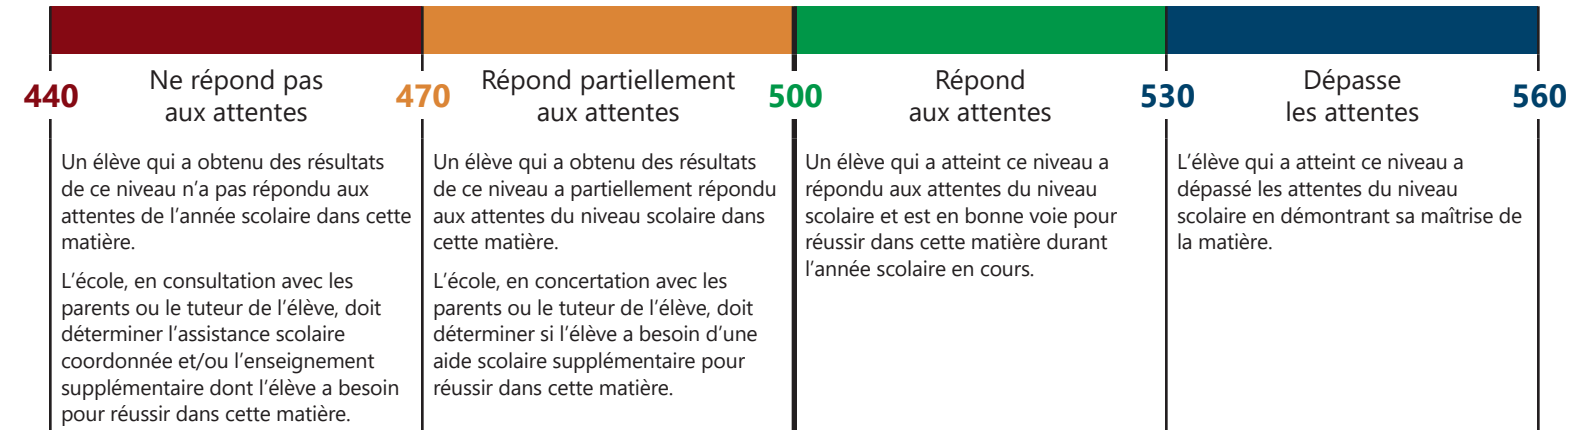 440
Ne répond pas
aux attentes
470
Répond partiellement
aux attentes
500
Répond
aux attentes
530
Dépasse
les attentes
560
Un élève qui a obtenu des résultats
de ce niveau n’a pas répondu aux
attentes de l’année scolaire dans cette
matière.
L’école, en consultation avec les
parents ou le tuteur de l’élève, doit
déterminer l’assistance scolaire
coordonnée et/ou l’enseignement
supplémentaire dont l’élève a besoin
pour réussir dans cette matière.
Un élève qui a obtenu des résultats
de ce niveau a partiellement répondu
aux attentes du niveau scolaire dans
cette matière.
L’école, en concertation avec les
parents ou le tuteur de l’élève, doit
déterminer si l’élève a besoin d’une
aide scolaire supplémentaire pour
réussir dans cette matière.
Un élève qui a atteint ce niveau a
répondu aux attentes du niveau
scolaire et est en bonne voie pour
réussir dans cette matière durant
l’année scolaire en cours.
L’élève qui a atteint ce niveau a
dépassé les attentes du niveau
scolaire en démontrant sa maîtrise de
la matière.